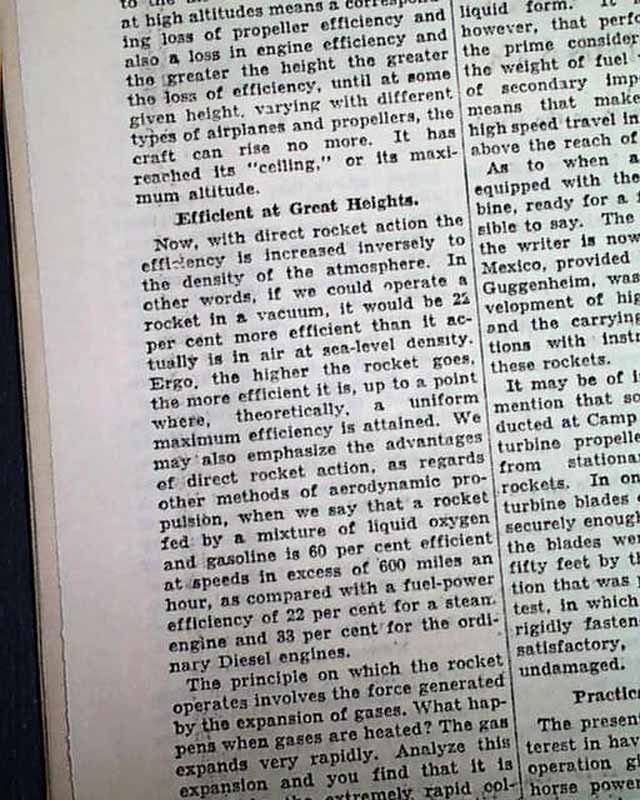 to the
at high altitudes means a correspond-
ing loss of propeller efficiency and
also a loss in engine efficiency and
the greater the height the greater
the loss of efficiency, until at some
given height, varying with different
types of airplanes and propellers, the
craft can rise no more. It has
reached its "ceiling," or its maxi-
mum altitude.
Efficient at Great Heights.
Now, with direct rocket action the
efficiency is increased inversely to
the density of the atmosphere. In
other words, if we could operate a
rocket in a vacuum, it would be 22
per cent more efficient than it ac-
tually is in air at sea-level density.
Ergo, the higher the rocket goes,
the more efficient it is, up to a point
where, theoretically, a uniform
maximum efficiency is attained. We
may also emphasize the advantages
of direct rocket action, as regards
other methods of aerodynamic pro-
pulsion, when we say that a rocket
fed by a mixture of liquid oxygen
and gasoline is 60 per cent efficient
at speeds in excess of 600 miles an
hour, as compared with a fuel-power
efficiency of 22 per cent for a steam
engine and 33 per cent for the ordi-
nary Diesel engines.
The principle on which the rocket
operates involves the force generated
by the expansion of gases. What hap-
pens when gases are heated? The gas
expands very rapidly. Analyze this
expansion and you find that it is
the extremely rapid col-
liquid form. It
however, that perf
the prime consider
the weight of fuel
of secondary imp
means that make
high speed travel in
above the reach of
As to when a
equipped with the
bine, ready for a
sible to say. The
the writer is now
Mexico, provided
Guggenheim, was
velopment of hig
and the carrying
tions with instr
these rockets.
It may be of i
mention that so
ducted at Camp
turbine propelle
from stationa
rockets. In on
turbine blades
securely enough
the blades wer
fifty feet by th
tion that was
test, in which
rigidly fasten
satisfactory,
undamaged.
Practic
The present
terest in hav
operation gi
horse power